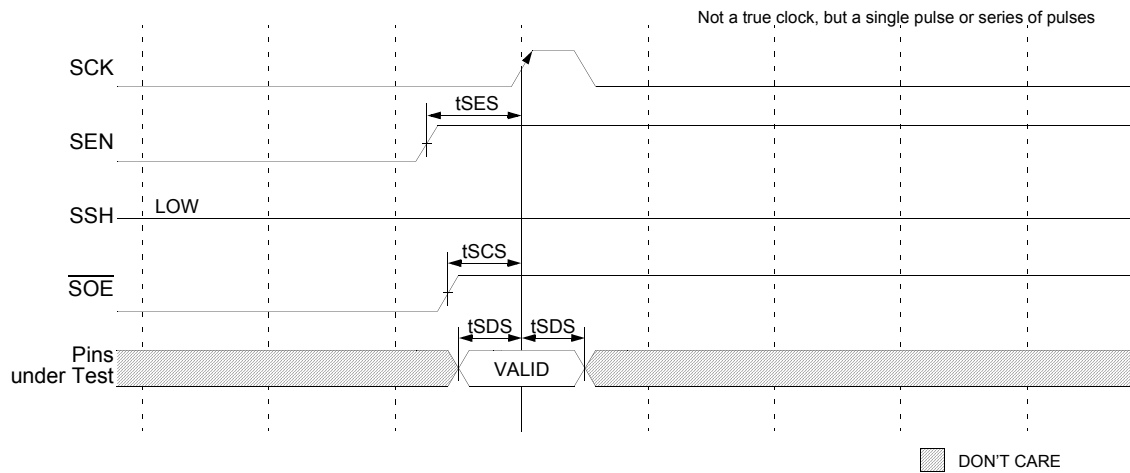 Not a true clock, but a single pulse or series of pulses
SCK
tSES
SEN
SSH
LOW
tSCS
SOE
tSDS
tSDS
Pins
under Test
VALID
DON'T CARE